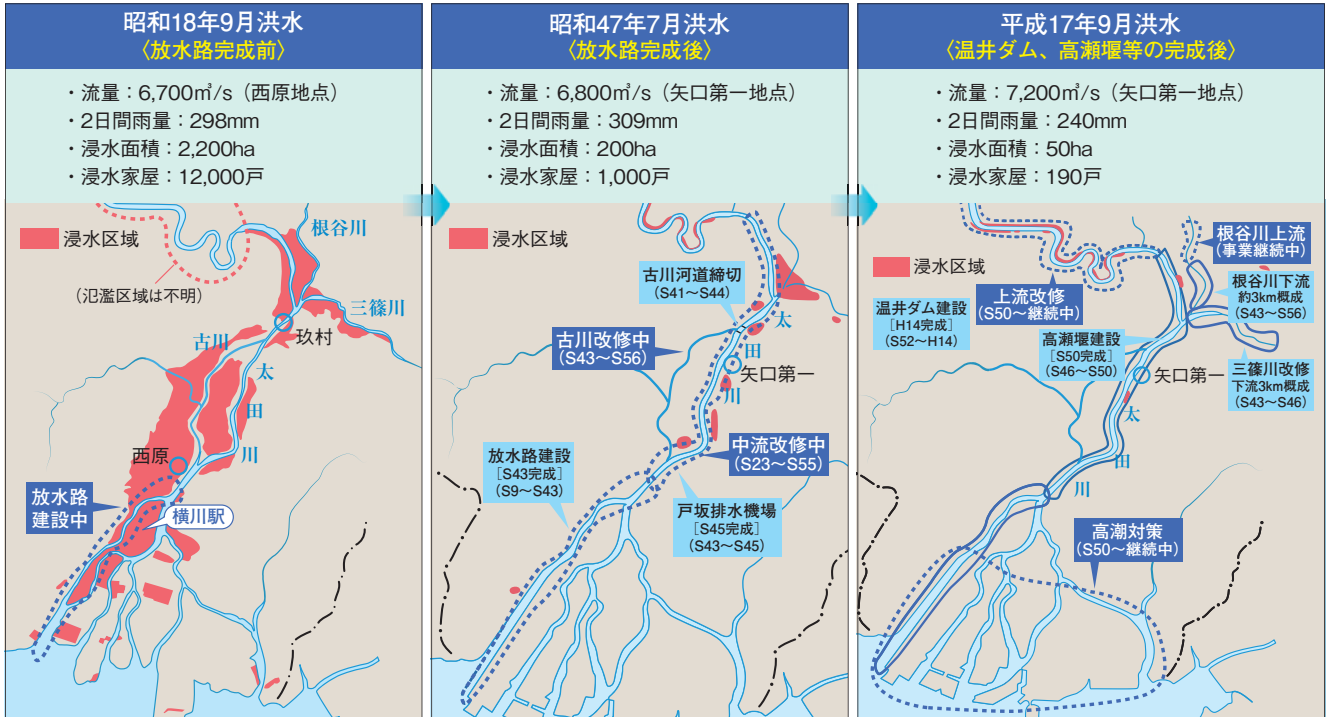 昭和18年9月洪水
〈放水路完成前〉
・流量：6,700㎥/s（西原地点）
・2日間雨量：298mm
・浸水面積：2,200ha
・浸水家屋：12,000戸
浸水区域
（氾濫区域は不明）
根谷川
三篠川
玖村
古川
太
田
川
西原
放水路
建設中
横川駅
昭和47年7月洪水
〈放水路完成後〉
・流量：6,800㎥/s（矢口第一地点）
・2日間雨量：309mm
・浸水面積：200ha
・浸水家屋：1,000戸
浸水区域
古川河道締切
（S41～S44）
古川改修中
（S43～S56）
太
田
川
矢口第一
中流改修中
（S23～S55）
放水路建設
［S43完成］
（S9～S43）
戸坂排水機場
［S45完成］
（S43～S45）
平成17年9月洪水
〈温井ダム、高瀬堰等の完成後〉
・流量：7,200㎥/s（矢口第一地点）
・2日間雨量：240mm
・浸水面積：50ha
・浸水家屋：190戸
浸水区域
根谷川上流
（事業継続中）
根谷川下流
約3km概成
（S43～S56）
上流改修
（S50～継続中）
温井ダム建設
［H14完成］
（S52～H14）
高瀬堰建設
［S50完成］
（S46～S50）
矢口第一
三篠川改修
下流3km概成
（S43～S46）
太
田
川
高潮対策
（S50～継続中）